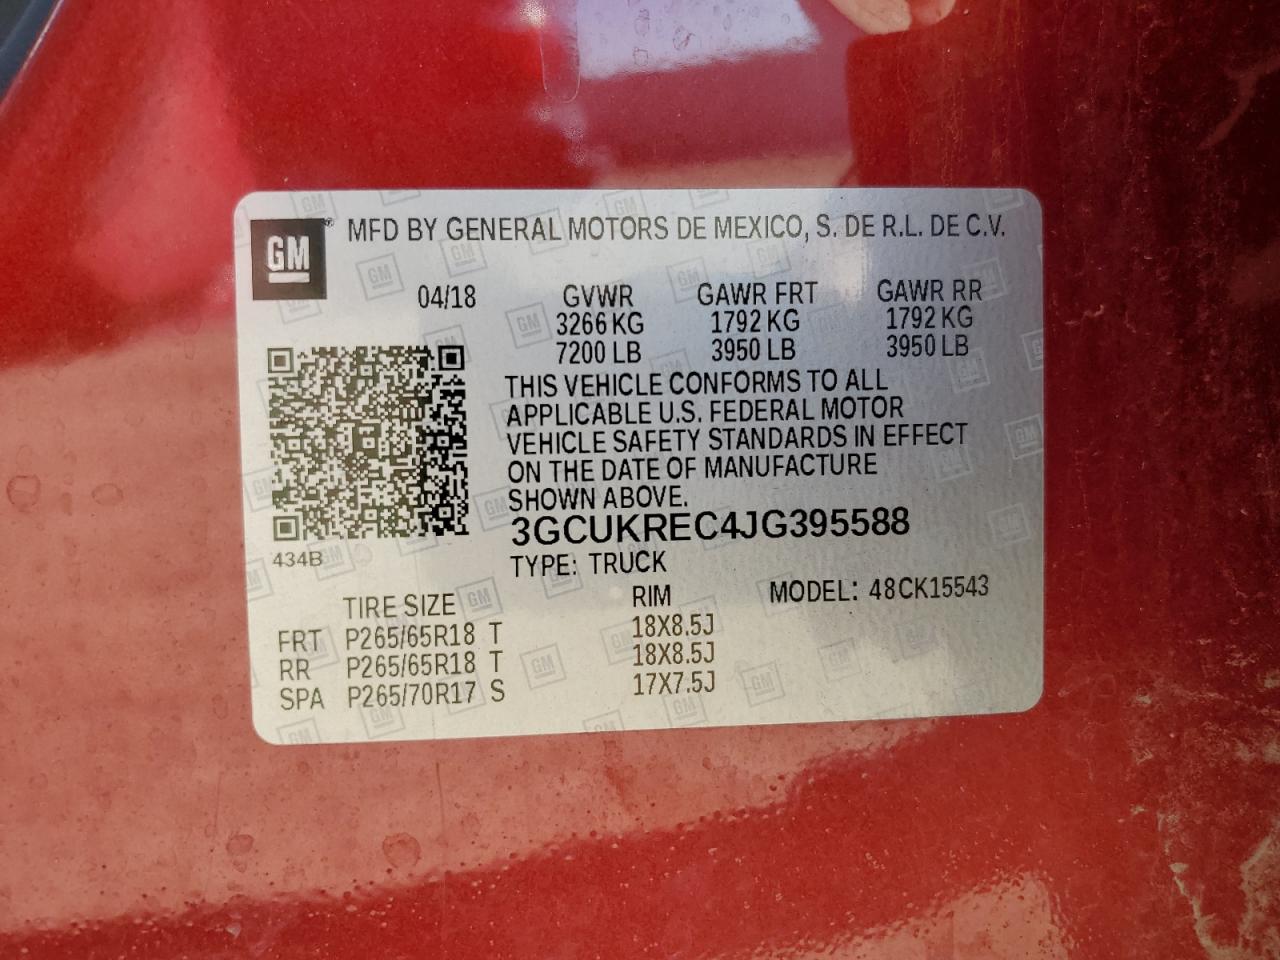 GM® MFD BY GENERAL MOTORS DE MEXICO, S. DE R.L. DE C.V.
04/18 GVWR GAWR FRT GAWR RR
3266 KG 1792 KG 1792 KG
7200 LB 3950 LB 3950 LB
THIS VEHICLE CONFORMS TO ALL
APPLICABLE U.S. FEDERAL MOTOR
VEHICLE SAFETY STANDARDS IN EFFECT
ON THE DATE OF MANUFACTURE
SHOWN ABOVE.
3GCUKREC4JG395588
434B
TYPE: TRUCK
TIRE SIZE RIM MODEL: 48CK15543
FRT P265/65R18 T 18X8.5J
RR P265/65R18 T 18X8.5J
SPA P265/70R17 S 17X7.5J